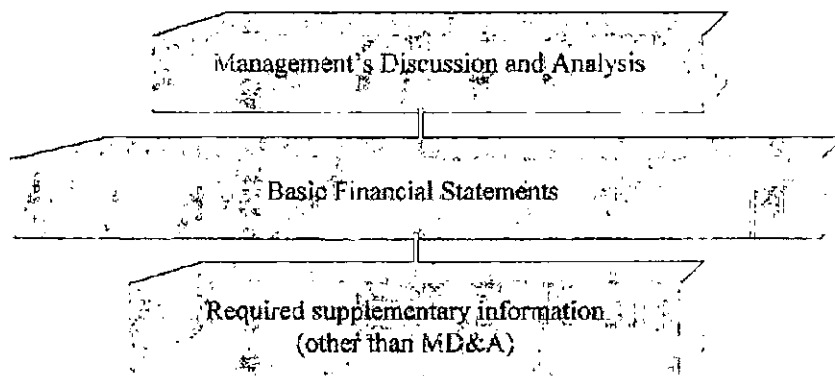 Management's Discussion and Analysis
Basic Financial Statements
Required supplementary information
(other than MD&A)